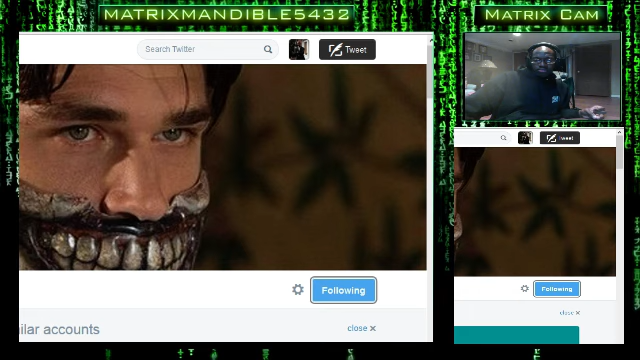 MATRIXMANDIBLE5432
Matrix Cam
Search Twitter
Tweet
Following
ilar accounts
close ×
Tweet
Following
close ×